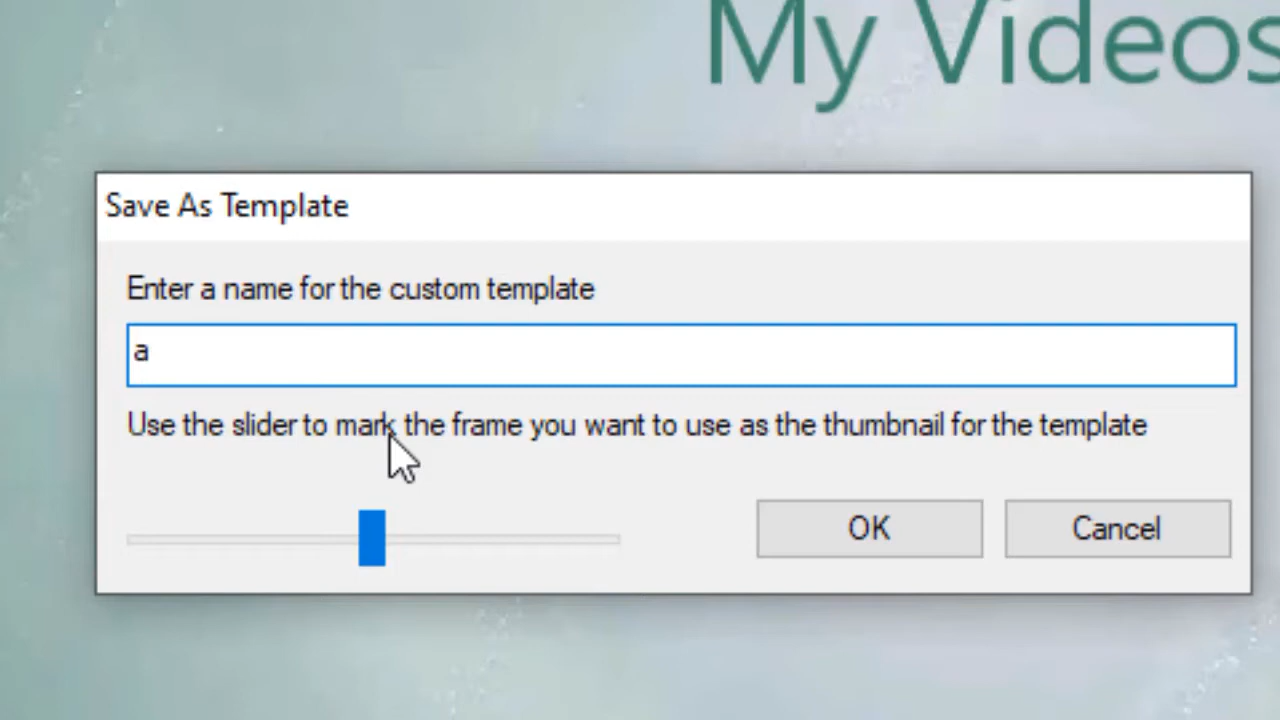 My Videos
Save As Template
Enter a name for the custom template
a
Use the slider to mark the frame you want to use as the thumbnail for the template
OK
Cancel